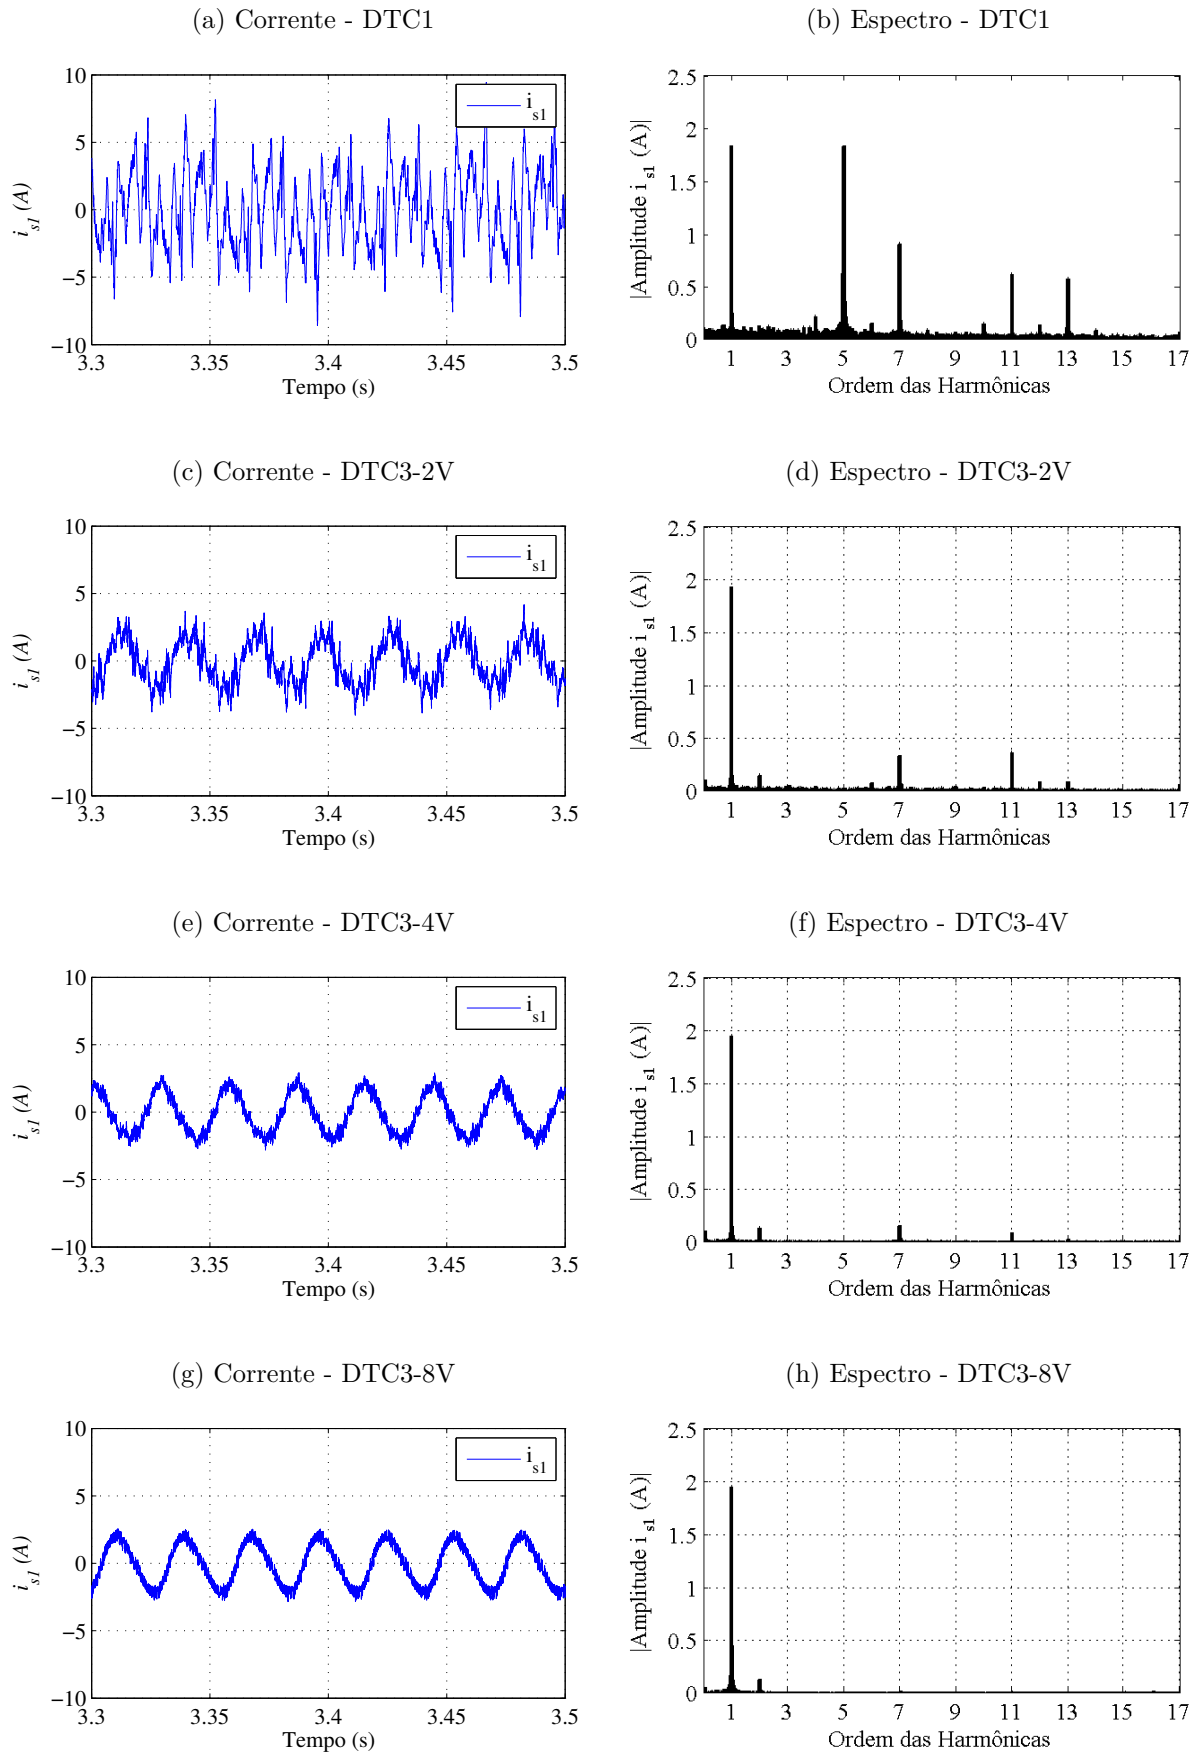 (a) Corrente - DTC1
(b) Espectro - DTC1
10
5
0
−5
−10
i_s1 (A)
i_s1
3.3 3.35 3.4 3.45 3.5
Tempo (s)
2.5
2
1.5
1
0.5
0
|Amplitude i_s1 (A)|
1 3 5 7 9 11 13 15 17
Ordem das Harmônicas
(c) Corrente - DTC3-2V
(d) Espectro - DTC3-2V
10
5
0
−5
−10
i_s1 (A)
i_s1
3.3 3.35 3.4 3.45 3.5
Tempo (s)
2.5
2
1.5
1
0.5
0
|Amplitude i_s1 (A)|
1 3 5 7 9 11 13 15 17
Ordem das Harmônicas
(e) Corrente - DTC3-4V
(f) Espectro - DTC3-4V
10
5
0
−5
−10
i_s1 (A)
i_s1
3.3 3.35 3.4 3.45 3.5
Tempo (s)
2.5
2
1.5
1
0.5
0
|Amplitude i_s1 (A)|
1 3 5 7 9 11 13 15 17
Ordem das Harmônicas
(g) Corrente - DTC3-8V
(h) Espectro - DTC3-8V
10
5
0
−5
−10
i_s1 (A)
i_s1
3.3 3.35 3.4 3.45 3.5
Tempo (s)
2.5
2
1.5
1
0.5
0
|Amplitude i_s1 (A)|
1 3 5 7 9 11 13 15 17
Ordem das Harmônicas